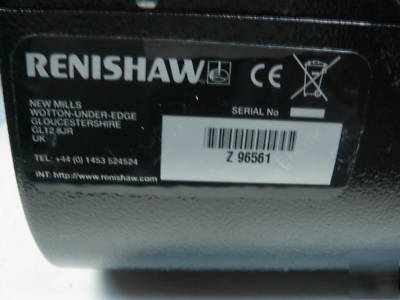 RENISHAW CE
NEW MILLS
WOTTON-UNDER-EDGE
GLOUCESTERSHIRE
GL12 8JR
UK
SERIAL No
Z 96561
TEL: +44 (0) 1453 524524
INT: http://www.renishaw.com